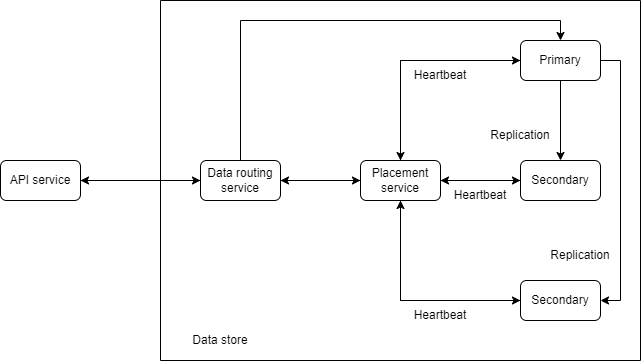 Primary
Heartbeat
Replication
API service
Data routing
service
Placement
service
Secondary
Heartbeat
Replication
Secondary
Heartbeat
Data store